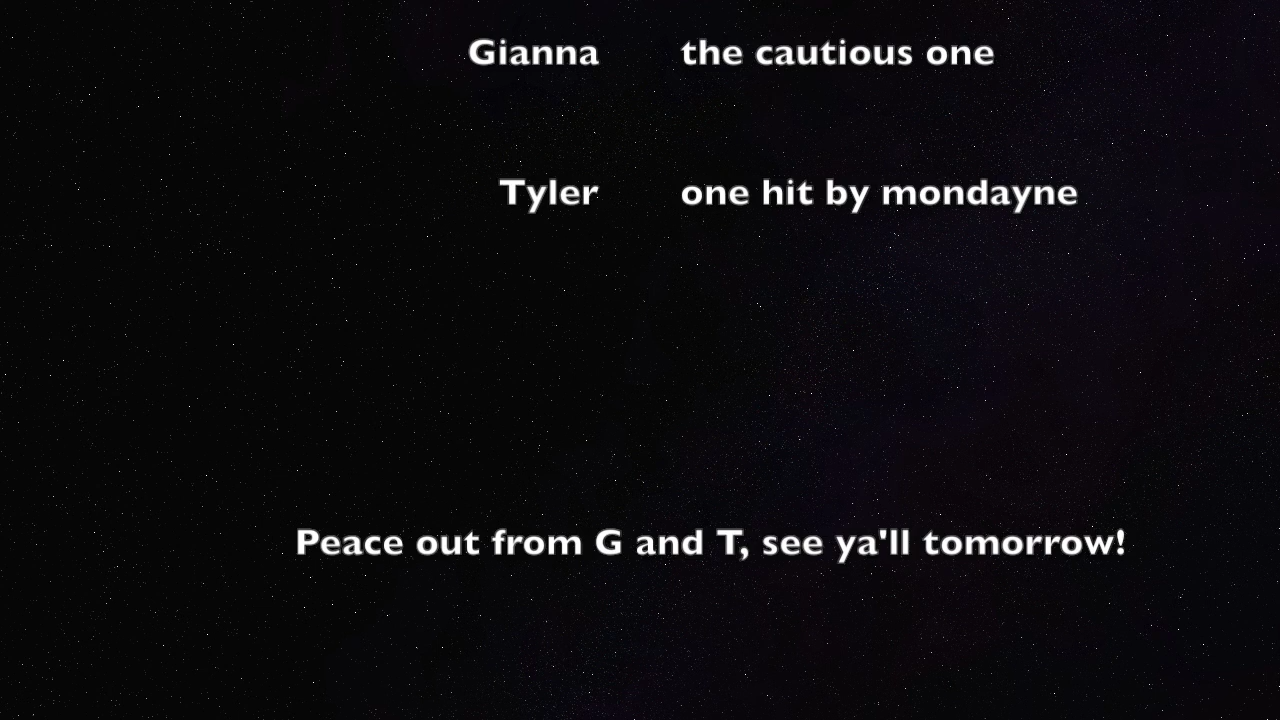 Gianna the cautious one
Tyler one hit by mondayne
Peace out from G and T, see ya'll tomorrow!